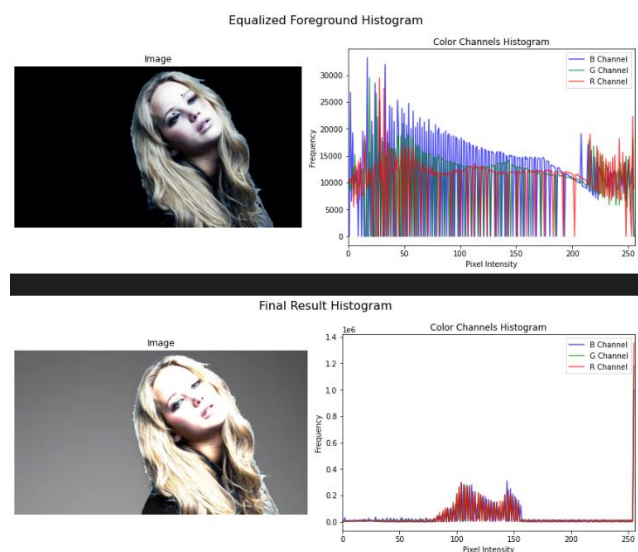 Equalized Foreground Histogram
Image
Color Channels Histogram
B Channel
G Channel
R Channel
Frequency
30000
25000
20000
15000
10000
5000
0
0 50 100 150 200 250
Pixel Intensity
Final Result Histogram
Image
Color Channels Histogram
1e6
B Channel
G Channel
R Channel
Frequency
1.4
1.2
1.0
0.8
0.6
0.4
0.2
0.0
0 50 100 150 200 250
Pixel Intensity